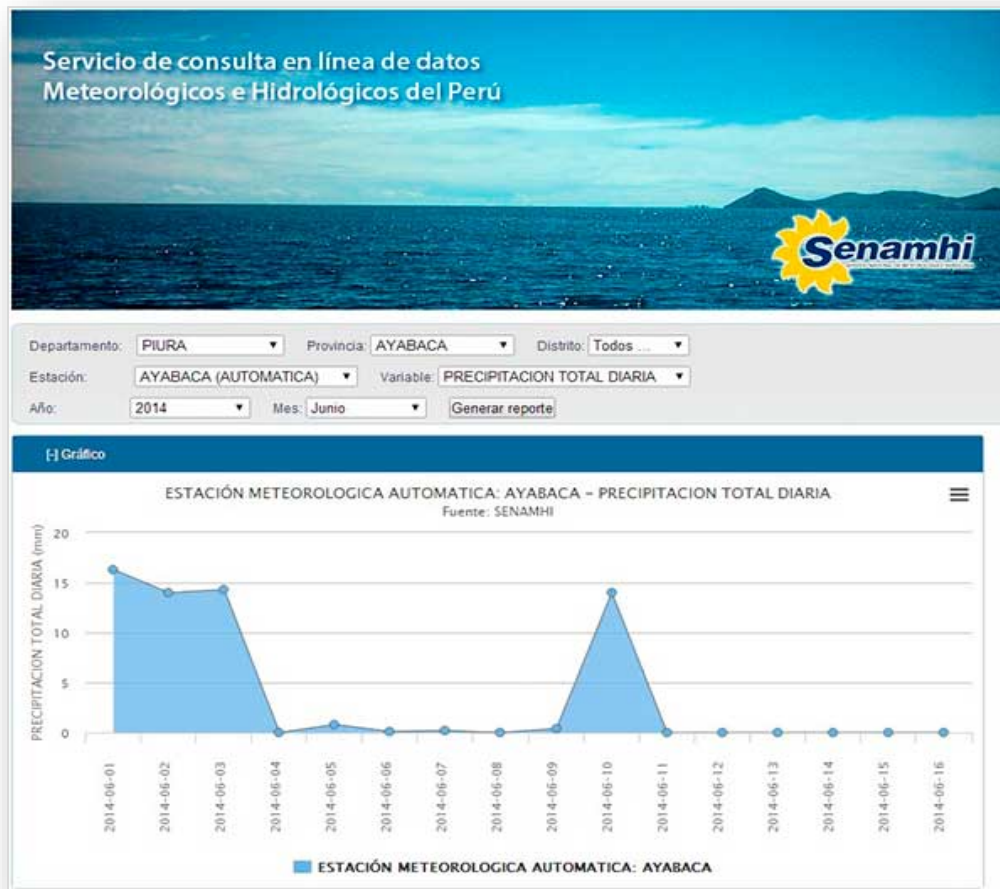 Servicio de consulta en línea de datos
Meteorológicos e Hidrológicos del Perú
Senamhi
Departamento: PIURA Provincia: AYABACA Distrito: Todos ...
Estación: AYABACA (AUTOMATICA) Variable: PRECIPITACION TOTAL DIARIA
Año: 2014 Mes: Junio Generar reporte
[-] Gráfico
ESTACIÓN METEOROLOGICA AUTOMATICA: AYABACA – PRECIPITACION TOTAL DIARIA
Fuente: SENAMHI
PRECIPITACION TOTAL DIARIA (mm)
20
15
10
5
0
2014-06-01
2014-06-02
2014-06-03
2014-06-04
2014-06-05
2014-06-06
2014-06-07
2014-06-08
2014-06-09
2014-06-10
2014-06-11
2014-06-12
2014-06-13
2014-06-14
2014-06-15
2014-06-16
ESTACIÓN METEOROLOGICA AUTOMATICA: AYABACA